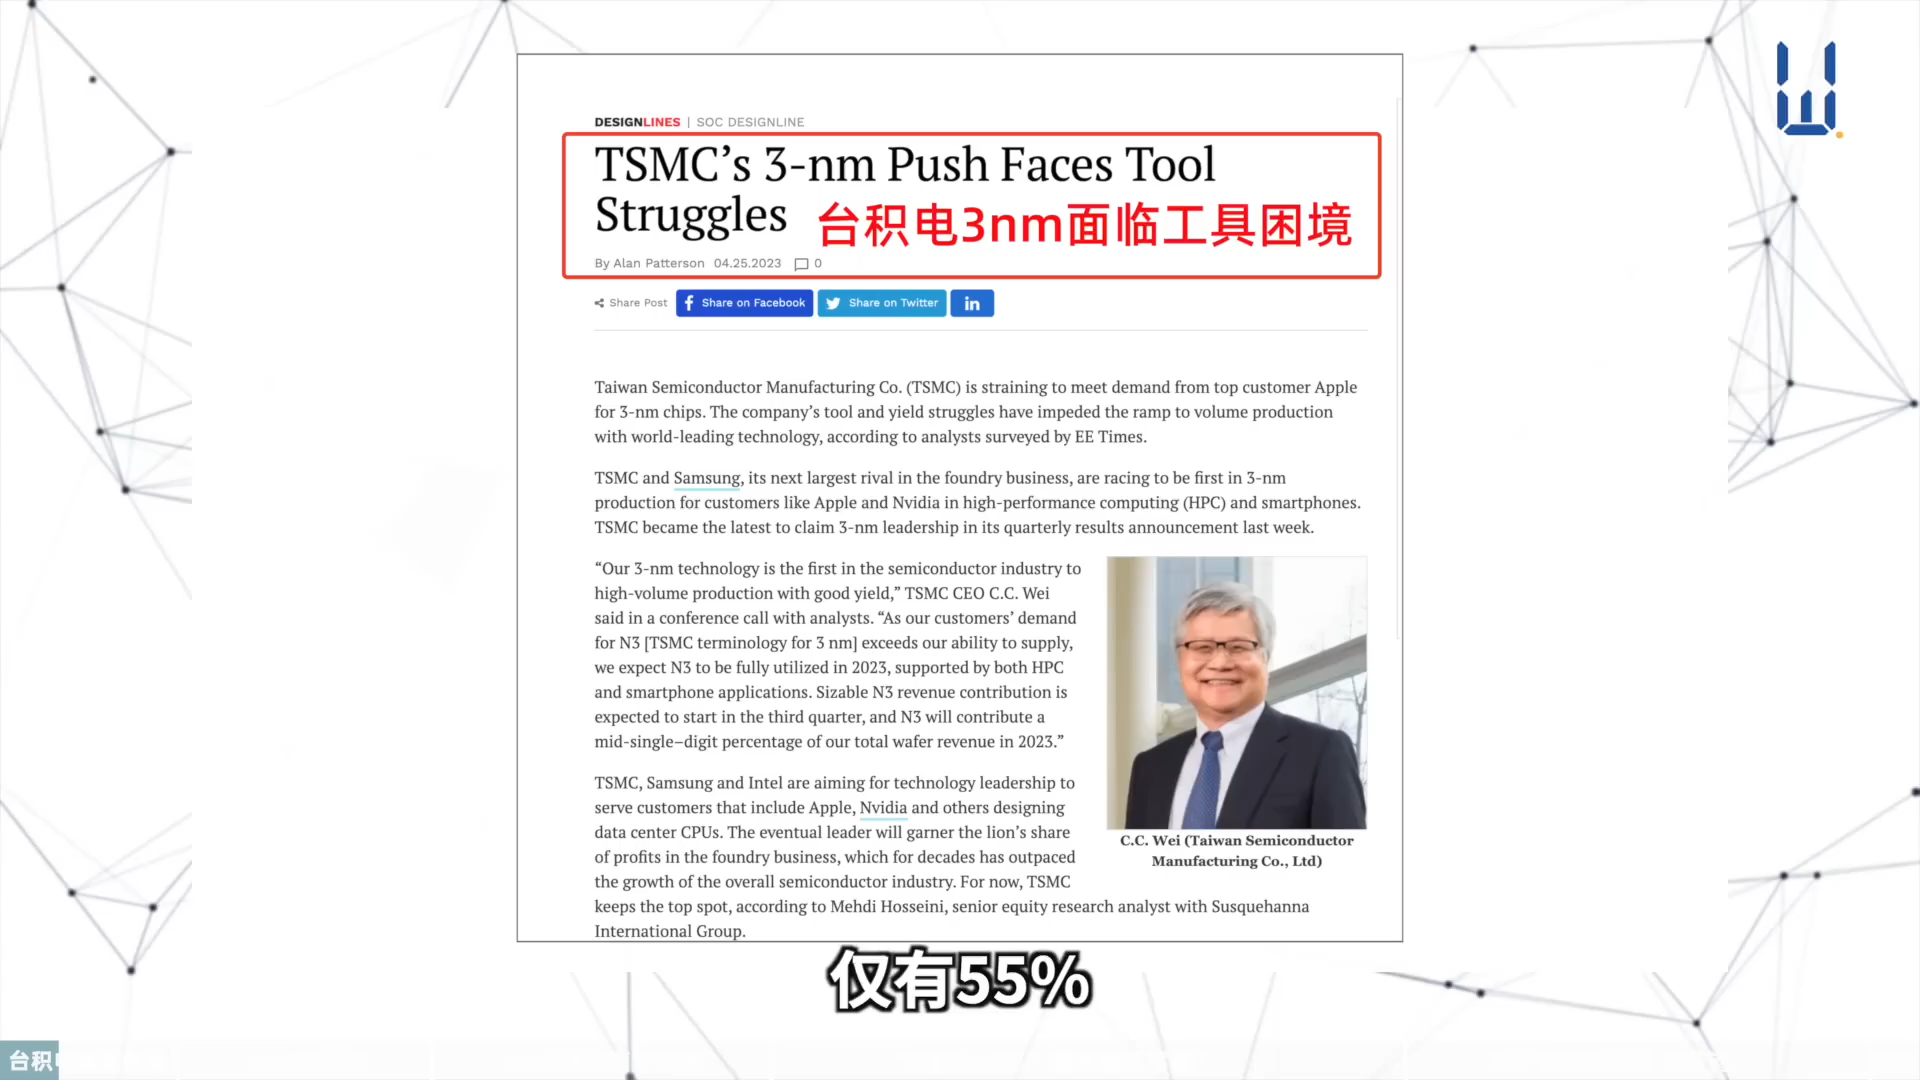 DESIGNLINES | SOC DESIGNLINE
TSMC’s 3-nm Push Faces Tool
Struggles
台积电3nm面临工具困境
By Alan Patterson 04.25.2023 0
Share Post Share on Facebook Share on Twitter in
Taiwan Semiconductor Manufacturing Co. (TSMC) is straining to meet demand from top customer Apple
for 3-nm chips. The company’s tool and yield struggles have impeded the ramp to volume production
with world-leading technology, according to analysts surveyed by EE Times.
TSMC and Samsung, its next largest rival in the foundry business, are racing to be first in 3-nm
production for customers like Apple and Nvidia in high-performance computing (HPC) and smartphones.
TSMC became the latest to claim 3-nm leadership in its quarterly results announcement last week.
“Our 3-nm technology is the first in the semiconductor industry to
high-volume production with good yield,” TSMC CEO C.C. Wei
said in a conference call with analysts. “As our customers’ demand
for N3 [TSMC terminology for 3 nm] exceeds our ability to supply,
we expect N3 to be fully utilized in 2023, supported by both HPC
and smartphone applications. Sizable N3 revenue contribution is
expected to start in the third quarter, and N3 will contribute a
mid-single–digit percentage of our total wafer revenue in 2023.”
C.C. Wei (Taiwan Semiconductor
Manufacturing Co., Ltd)
TSMC, Samsung and Intel are aiming for technology leadership to
serve customers that include Apple, Nvidia and others designing
data center CPUs. The eventual leader will garner the lion’s share
of profits in the foundry business, which for decades has outpaced
the growth of the overall semiconductor industry. For now, TSMC
keeps the top spot, according to Mehdi Hosseini, senior equity research analyst with Susquehanna
International Group.
仅有55%
台积